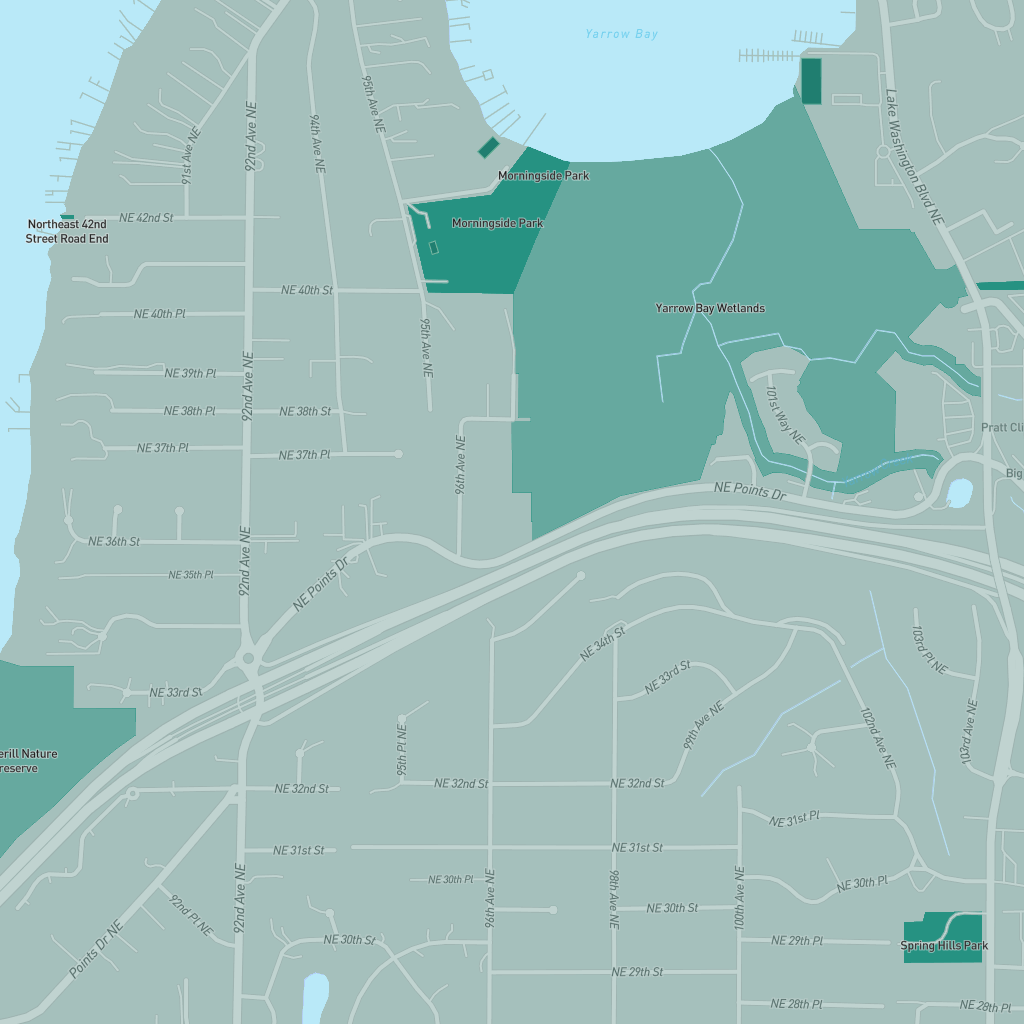 Yarrow Bay
95th Ave NE
94th Ave NE
92nd Ave NE
91st Ave NE
Lake Washington Blvd NE
Morningside Park
Morningside Park
Northeast 42nd
Street Road End
NE 42nd St
NE 40th St
NE 40th Pl
Yarrow Bay Wetlands
95th Ave NE
92nd Ave NE
NE 39th Pl
NE 38th Pl
NE 38th St
101st Way NE
Pratt Cli
NE 37th Pl
NE 37th Pl
96th Ave NE
Big
NE Points Dr
NE 36th St
92nd Ave NE
NE 35th Pl
NE Points Dr
NE 34th St
103rd Pl NE
NE 33rd St
NE 33rd St
99th Ave NE
102nd Ave NE
103rd Ave NE
95th Pl NE
erill Nature
reserve
NE 32nd St
NE 32nd St
NE 32nd St
NE 31st Pl
NE 31st St
NE 31st St
92nd Ave NE
NE 30th Pl
96th Ave NE
98th Ave NE
100th Ave NE
NE 30th Pl
92nd Pl NE
NE 30th St
NE 30th St
NE 29th Pl
Spring Hills Park
Points Dr NE
NE 29th St
NE 28th Pl
NE 28th St